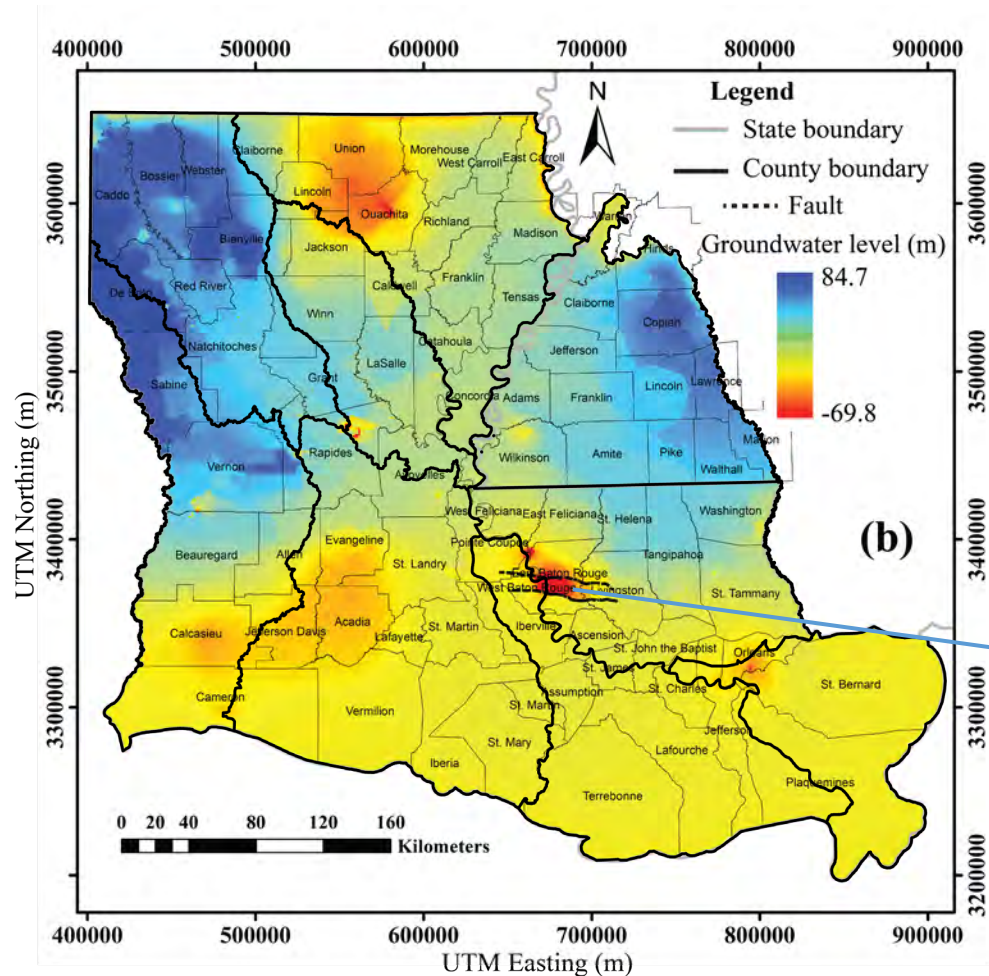 400000 500000 600000 700000 800000 900000
N
Legend
State boundary
County boundary
Fault
Groundwater level (m)
84.7
-69.8
(b)
3600000
3500000
3400000
3300000
3200000
UTM Northing (m)
3600000
3500000
3400000
3300000
3200000
Claiborne
Union
Morehouse
West Carroll
East Carroll
Webster
Bossier
Caddo
Lincoln
Ouachita
Richland
Madison
Warren
Hinds
Bienville
Jackson
Franklin
Caldwell
Tensas
Claiborne
Copiah
De Soto
Red River
Winn
Natchitoches
Catahoula
LaSalle
Jefferson
Sabine
Grant
Concordia
Adams
Franklin
Lincoln
Lawrence
Marion
Vernon
Rapides
Avoyelles
Wilkinson
Amite
Pike
Walthall
West Feliciana
East Feliciana
St. Helena
Washington
Beauregard
Allen
Evangeline
St. Landry
Pointe Coupee
Tangipahoa
East Baton Rouge
West Baton Rouge
Livingston
St. Tammany
Calcasieu
Jefferson Davis
Acadia
Lafayette
St. Martin
Iberville
Ascension
St. John the Baptist
Orleans
St. James
St. Charles
St. Bernard
Cameron
Vermilion
Assumption
St. Martin
St. Mary
Iberia
Jefferson
Lafourche
Terrebonne
Plaquemines
0 20 40 80 120 160
Kilometers
400000 500000 600000 700000 800000 900000
UTM Easting (m)